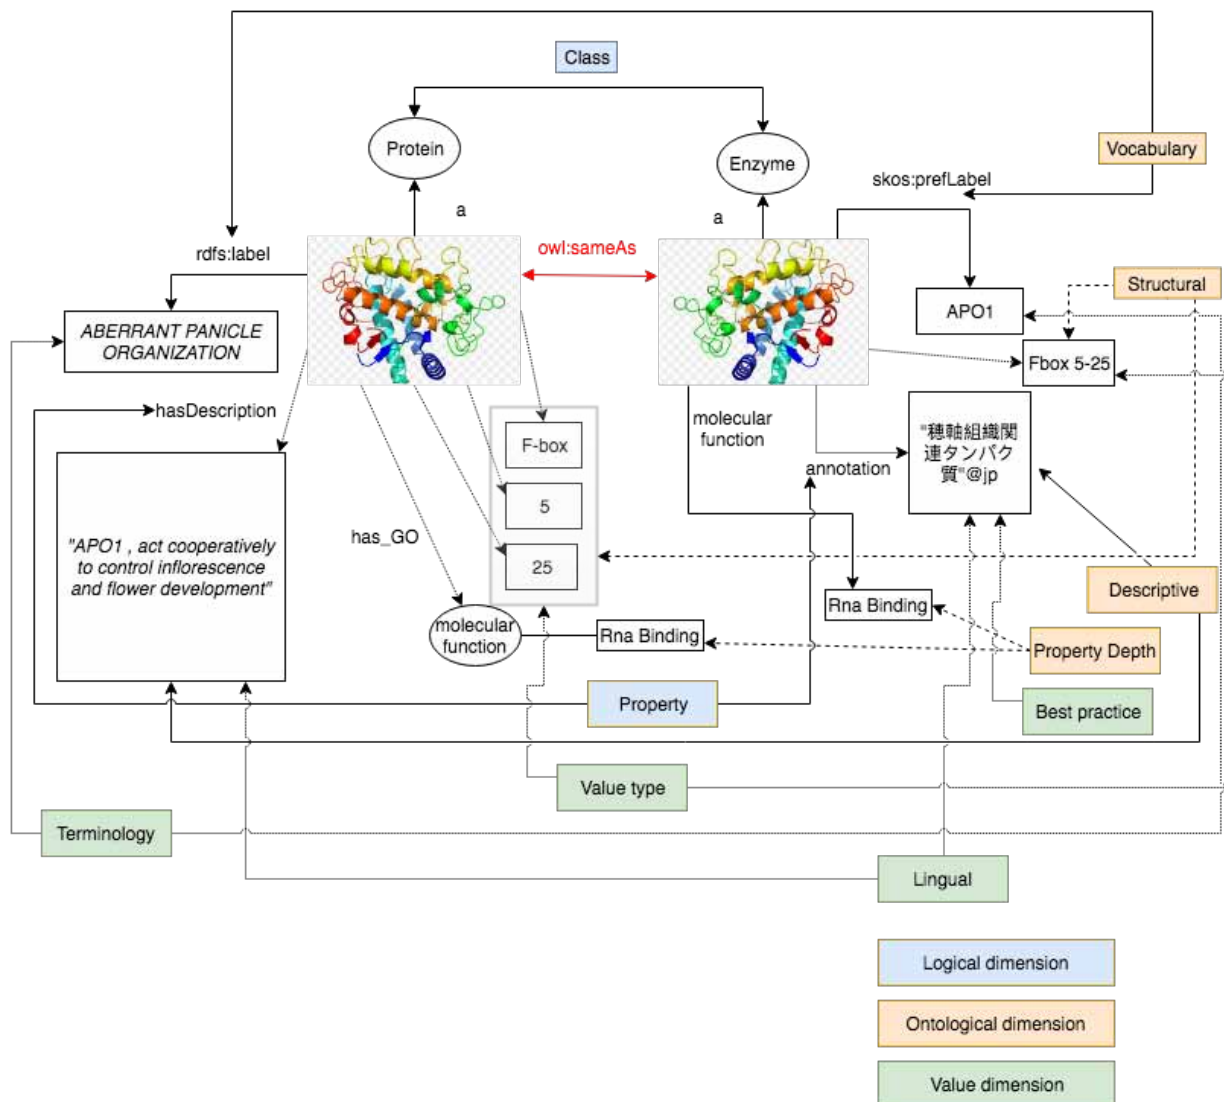 Class
Protein
Enzyme
Vocabulary
skos:prefLabel
a
a
rdfs:label
owl:sameAs
Structural
ABERRANT PANICLE
ORGANIZATION
APO1
Fbox 5-25
hasDescription
molecular
function
"穂軸組織関
連タンパク
質"@jp
annotation
F-box
5
25
has_GO
"APO1 , act cooperatively
to control inflorescence
and flower development"
Descriptive
Rna Binding
molecular
function
Rna Binding
Property Depth
Property
Best practice
Value type
Terminology
Lingual
Logical dimension
Ontological dimension
Value dimension